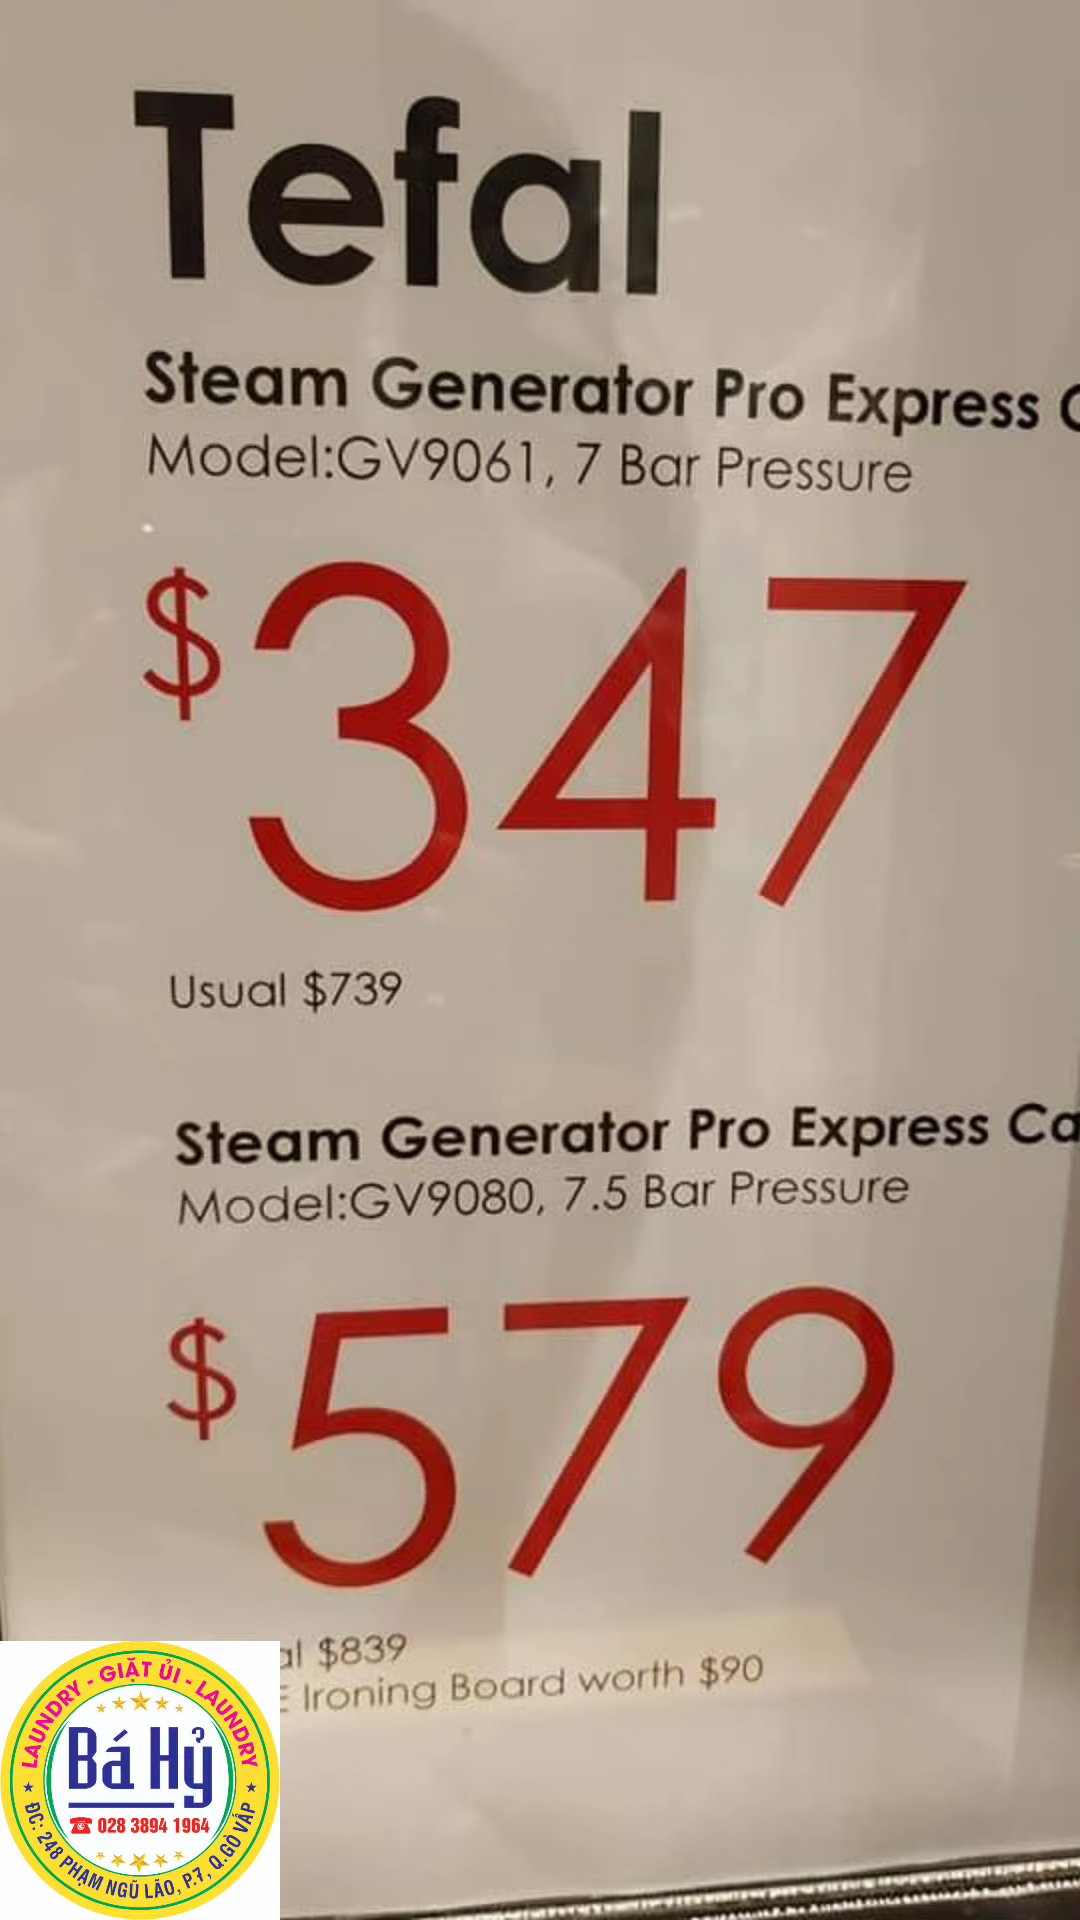 Tefal
Steam Generator Pro Express
Model:GV9061, 7 Bar Pressure
$347
Usual $739
Steam Generator Pro Express Ca
Model:GV9080, 7.5 Bar Pressure
$579
al $839
Ironing Board worth $90
LAUNDRY - GIẶT ỦI - LAUNDRY
Bá Hỷ
☎ 028 3894 1964
ĐC: 248 PHẠM NGŨ LÃO, P.7, Q.GÒ VẤP